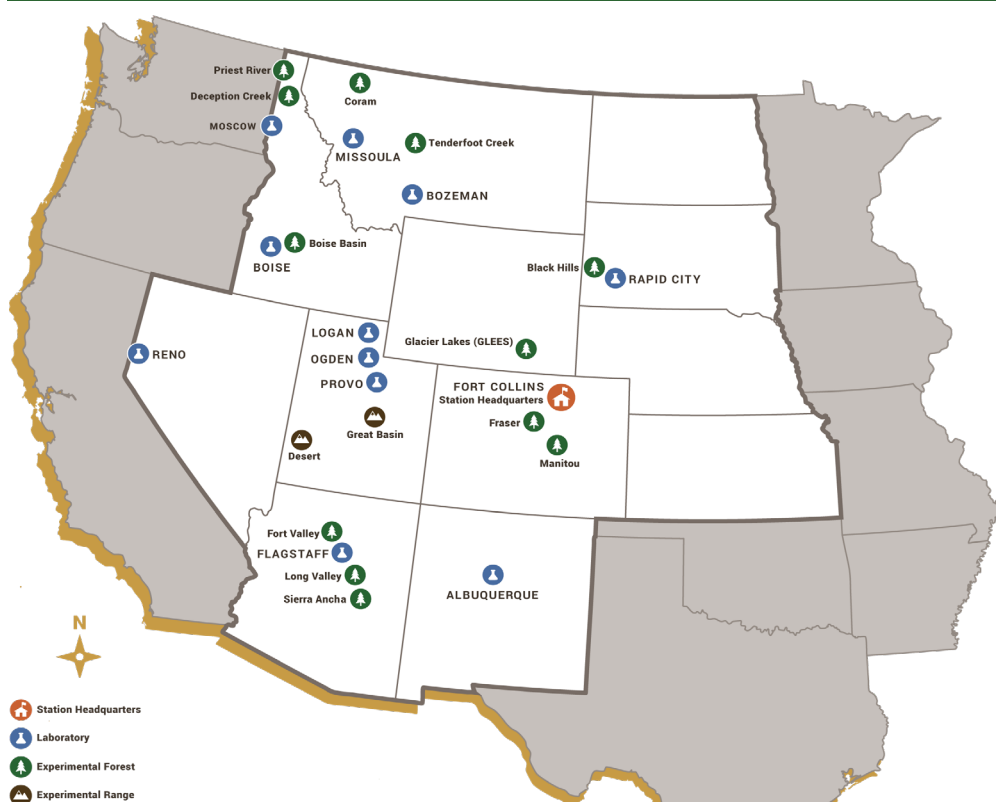 Priest River
Deception Creek
MOSCOW
Coram
MISSOULA
Tenderfoot Creek
BOZEMAN
Boise Basin
BOISE
Black Hills
RAPID CITY
LOGAN
OGDEN
PROVO
RENO
Glacier Lakes (GLEES)
FORT COLLINS
Station Headquarters
Fraser
Manitou
Great Basin
Desert
Fort Valley
FLAGSTAFF
Long Valley
Sierra Ancha
ALBUQUERQUE
N
Station Headquarters
Laboratory
Experimental Forest
Experimental Range